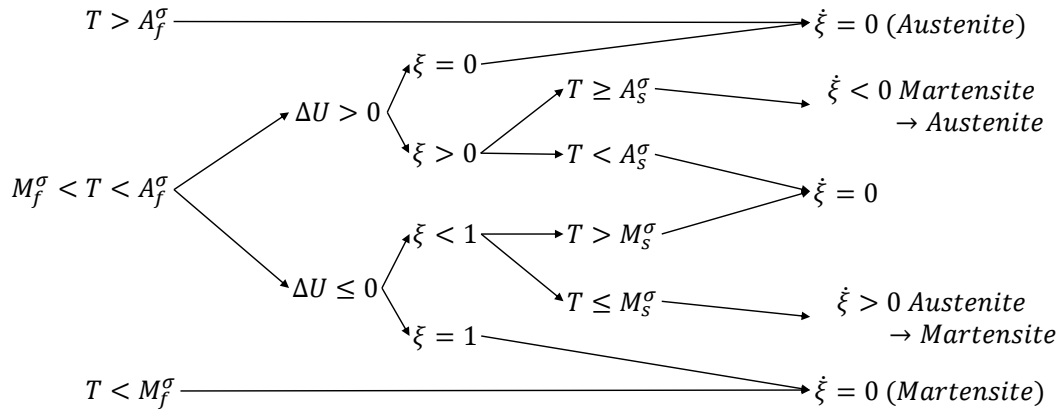 T > A_f^σ
ξ̇ = 0 (Austenite)
ξ = 0
T ≥ A_s^σ
ξ̇ < 0 Martensite
→ Austenite
ΔU > 0
ξ > 0
T < A_s^σ
M_f^σ < T < A_f^σ
ξ̇ = 0
ξ < 1
T > M_s^σ
ΔU ≤ 0
T ≤ M_s^σ
ξ̇ > 0 Austenite
→ Martensite
ξ = 1
T < M_f^σ
ξ̇ = 0 (Martensite)